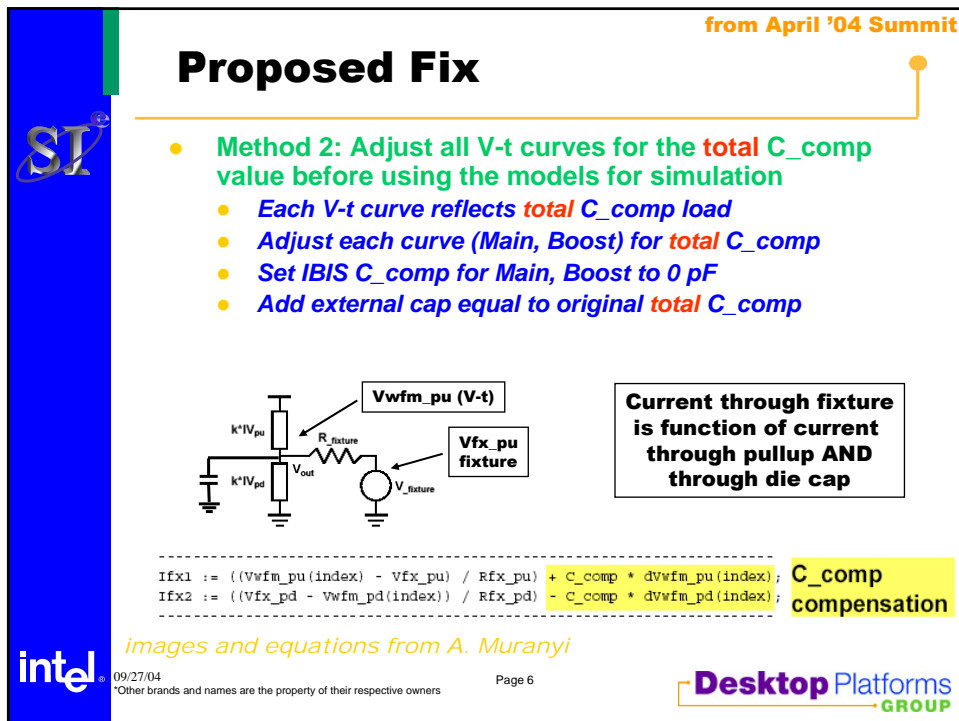 from April '04 Summit
Proposed Fix
SI e
● Method 2: Adjust all V-t curves for the total C_comp
value before using the models for simulation
● Each V-t curve reflects total C_comp load
● Adjust each curve (Main, Boost) for total C_comp
● Set IBIS C_comp for Main, Boost to 0 pF
● Add external cap equal to original total C_comp
Vwfm_pu (V-t)
k*IVpu
R_fixture
Vfx_pu
fixture
k*IVpd
Vout
V_fixture
Current through fixture
is function of current
through pullup AND
through die cap
----------------------------------------------------------------------
Ifx1 := ((Vwfm_pu(index) - Vfx_pu) / Rfx_pu) + C_comp * dVwfm_pu(index);
Ifx2 := ((Vfx_pd - Vwfm_pd(index)) / Rfx_pd) - C_comp * dVwfm_pd(index);
----------------------------------------------------------------------
C_comp
compensation
images and equations from A. Muranyi
intel®
09/27/04
*Other brands and names are the property of their respective owners
Page 6
Desktop Platforms
GROUP